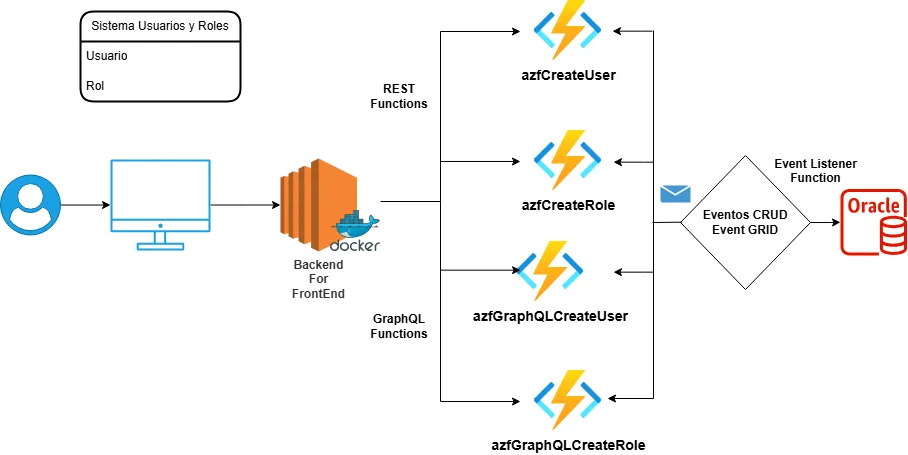 Sistema Usuarios y Roles
Usuario
Rol
REST
Functions
azfCreateUser
azfCreateRole
docker
Backend
For
FrontEnd
GraphQL
Functions
azfGraphQLCreateUser
azfGraphQLCreateRole
Eventos CRUD
Event GRID
Event Listener
Function
Oracle